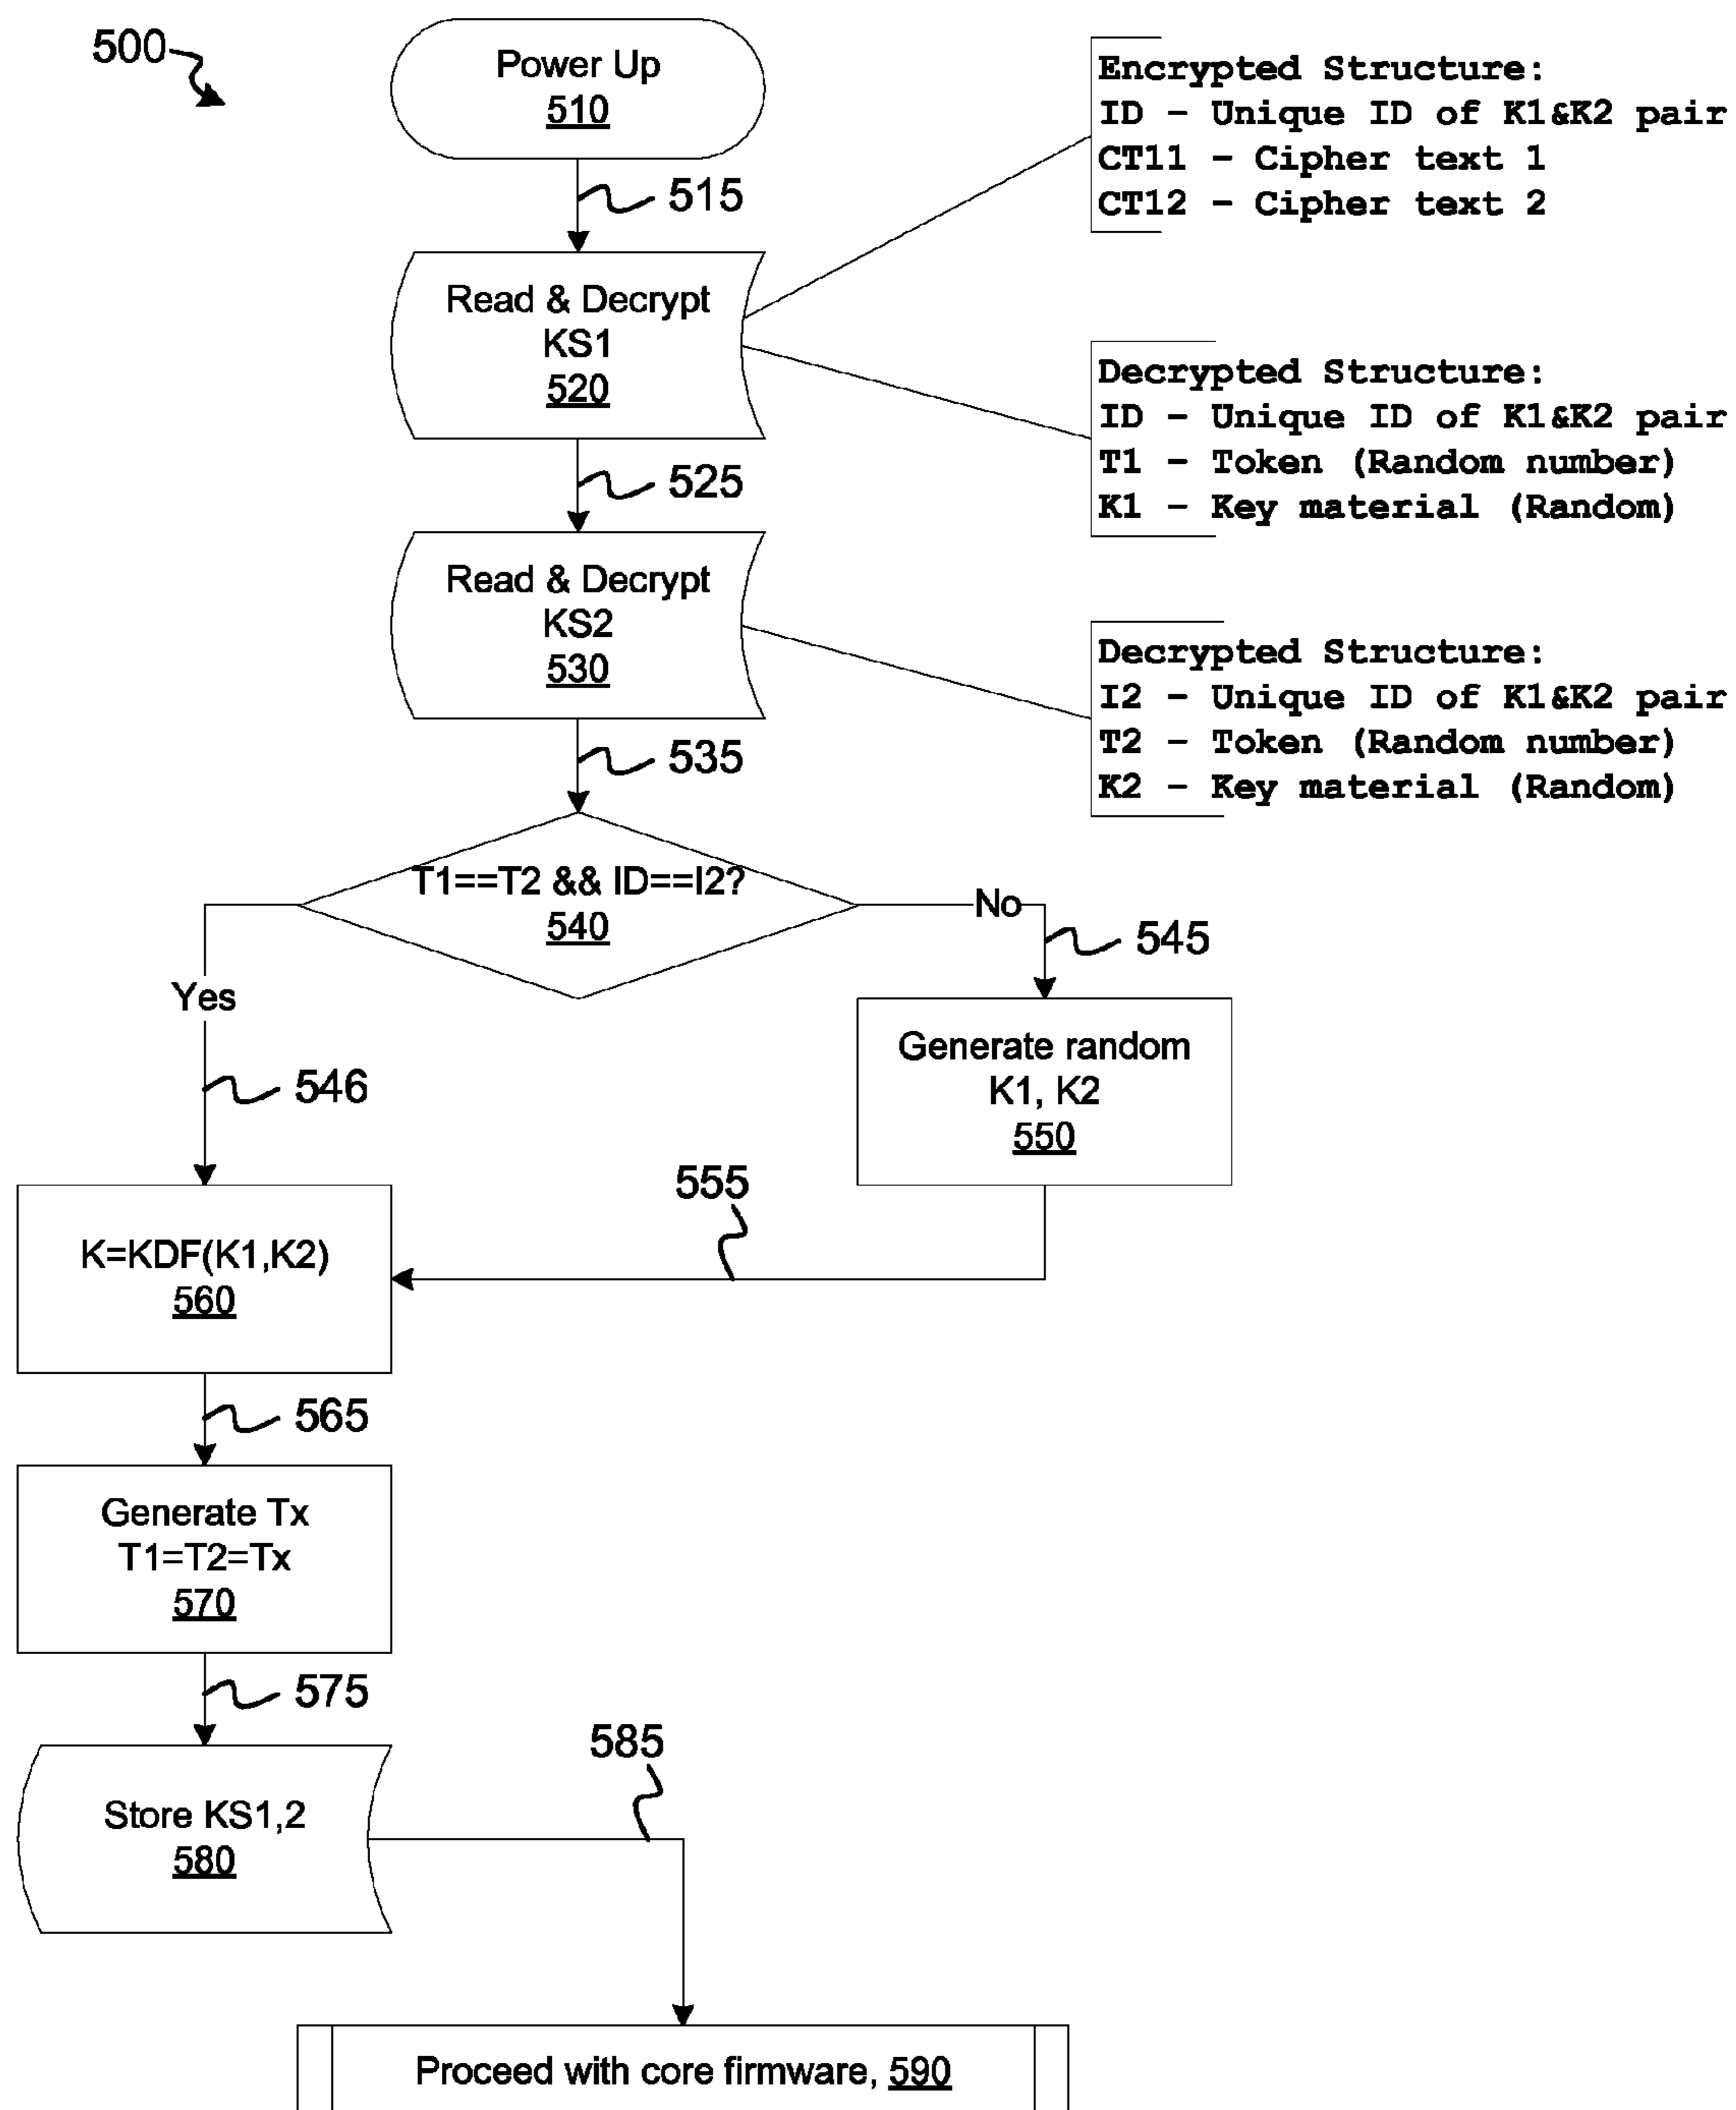 500
Power Up
510
515
Encrypted Structure:
ID - Unique ID of K1&K2 pair
CT11 - Cipher text 1
CT12 - Cipher text 2
Read & Decrypt
KS1
520
525
Decrypted Structure:
ID - Unique ID of K1&K2 pair
T1 - Token (Random number)
K1 - Key material (Random)
Read & Decrypt
KS2
530
535
Decrypted Structure:
I2 - Unique ID of K1&K2 pair
T2 - Token (Random number)
K2 - Key material (Random)
T1==T2 && ID==I2?
540
No
545
Yes
546
Generate random
K1, K2
550
555
K=KDF(K1,K2)
560
565
Generate Tx
T1=T2=Tx
570
575
Store KS1,2
580
585
Proceed with core firmware, 590